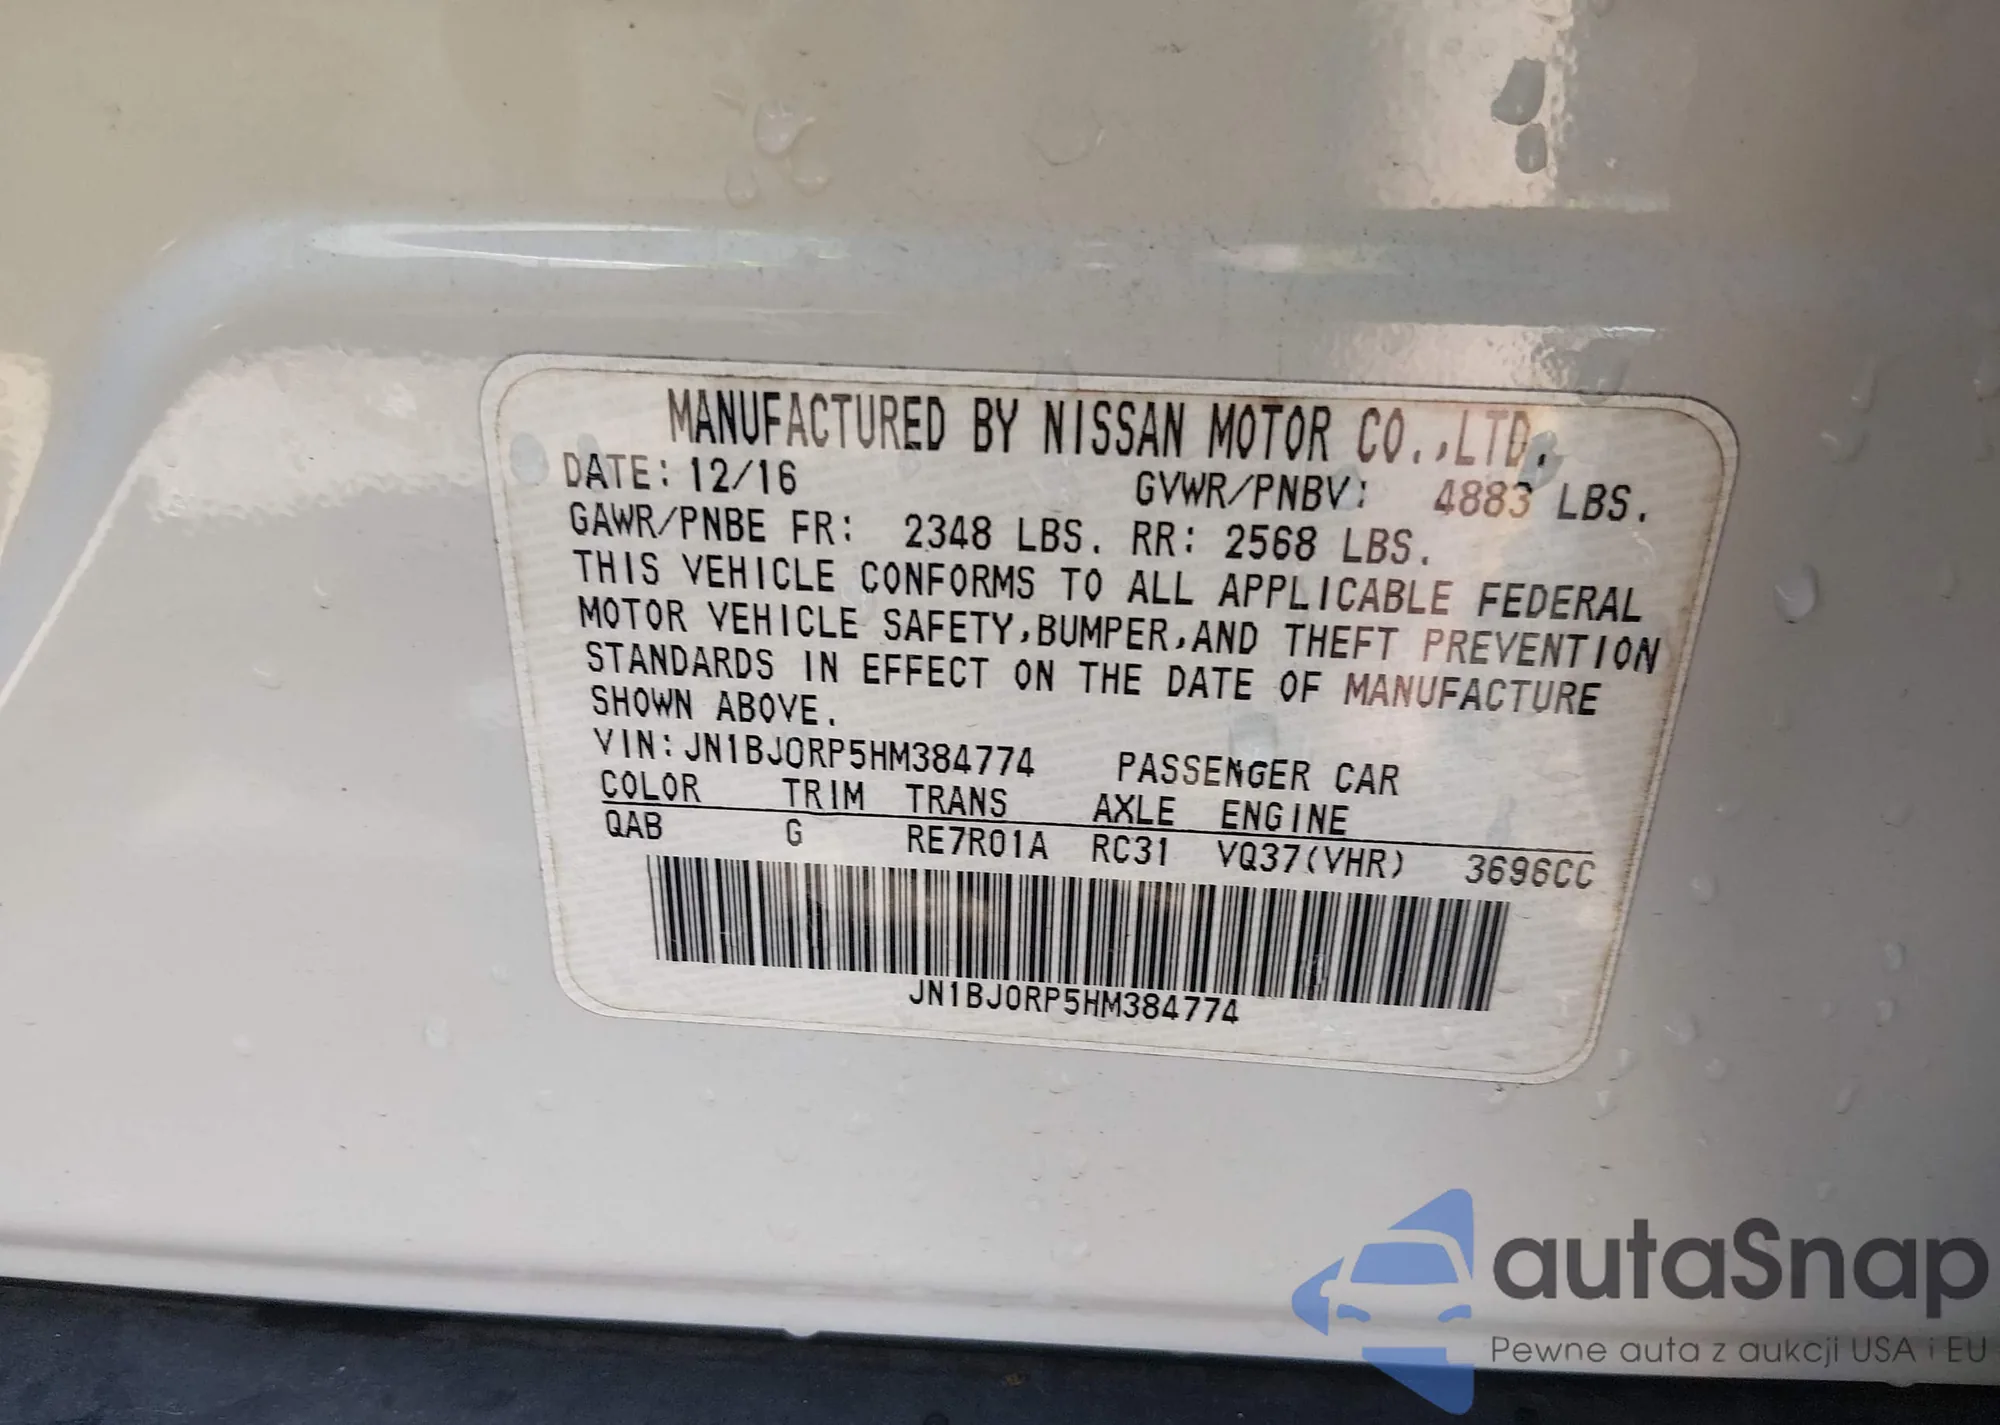 MANUFACTURED BY NISSAN MOTOR CO.,LTD.
DATE: 12/16 GVWR/PNBV: 4883 LBS.
GAWR/PNBE FR: 2348 LBS. RR: 2568 LBS.
THIS VEHICLE CONFORMS TO ALL APPLICABLE FEDERAL
MOTOR VEHICLE SAFETY,BUMPER,AND THEFT PREVENTION
STANDARDS IN EFFECT ON THE DATE OF MANUFACTURE
SHOWN ABOVE.
VIN:JN1BJ0RP5HM384774 PASSENGER CAR
COLOR TRIM TRANS AXLE ENGINE
QAB G RE7R01A RC31 VQ37(VHR) 3696CC
JN1BJ0RP5HM384774
autaSnap
Pewne auta z aukcji USA i EU